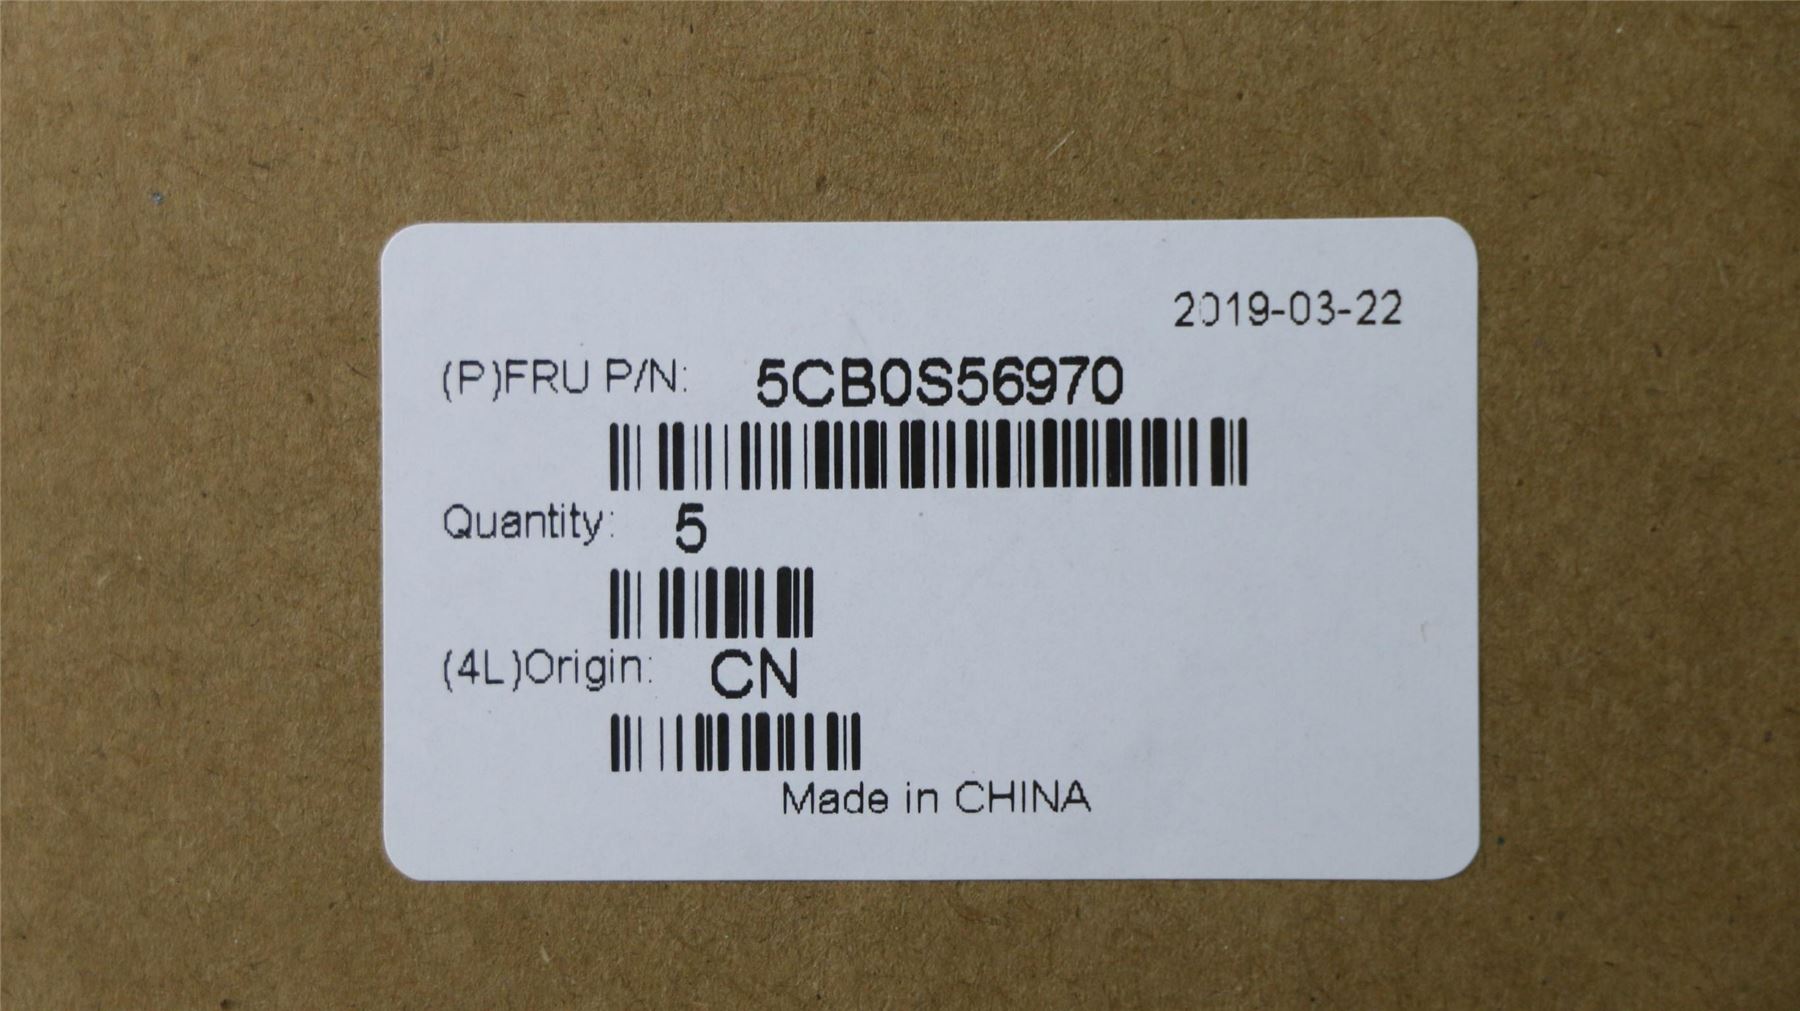 2019-03-22
(P)FRU P/N: 5CB0S56970
Quantity: 5
(4L)Origin: CN
Made in CHINA